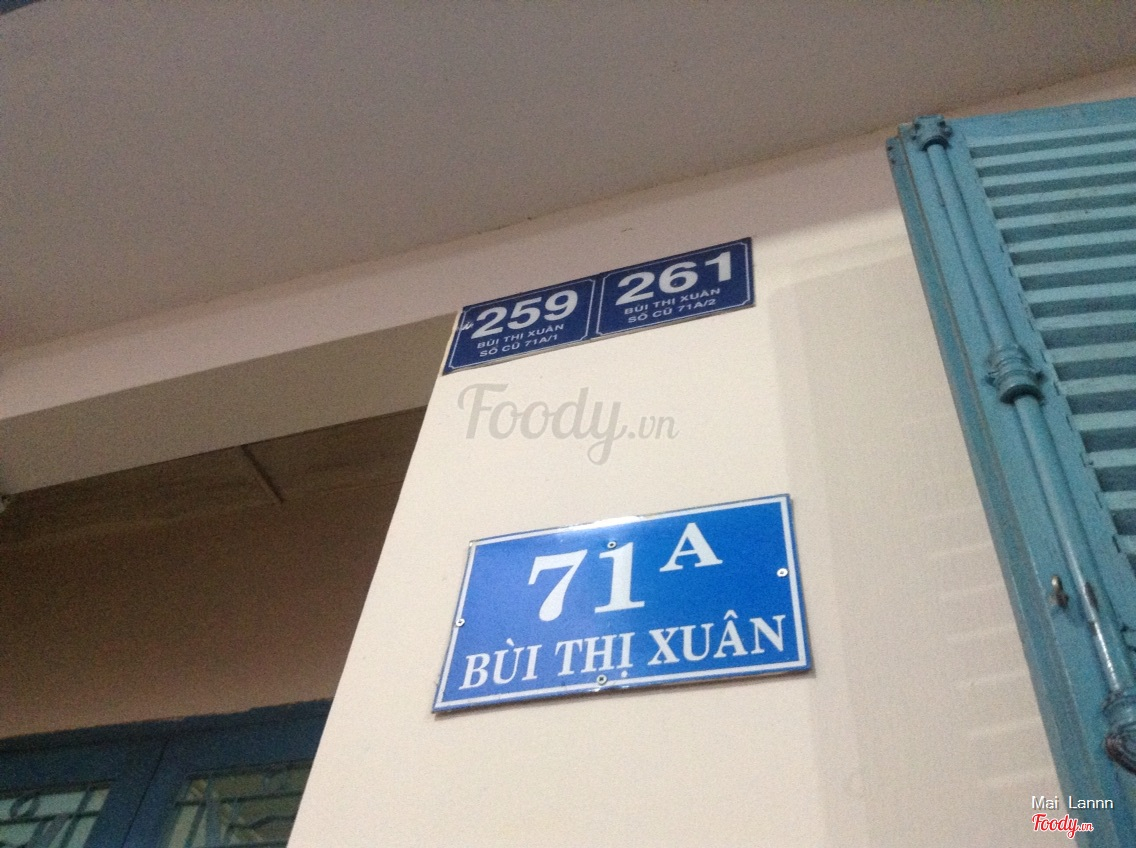 259
BÙI THỊ XUÂN
SỐ CŨ 71A/1
261
BÙI THỊ XUÂN
SỐ CŨ 71A/2
Foody.vn
71A
BÙI THỊ XUÂN
Mai Lannn
Foody.vn